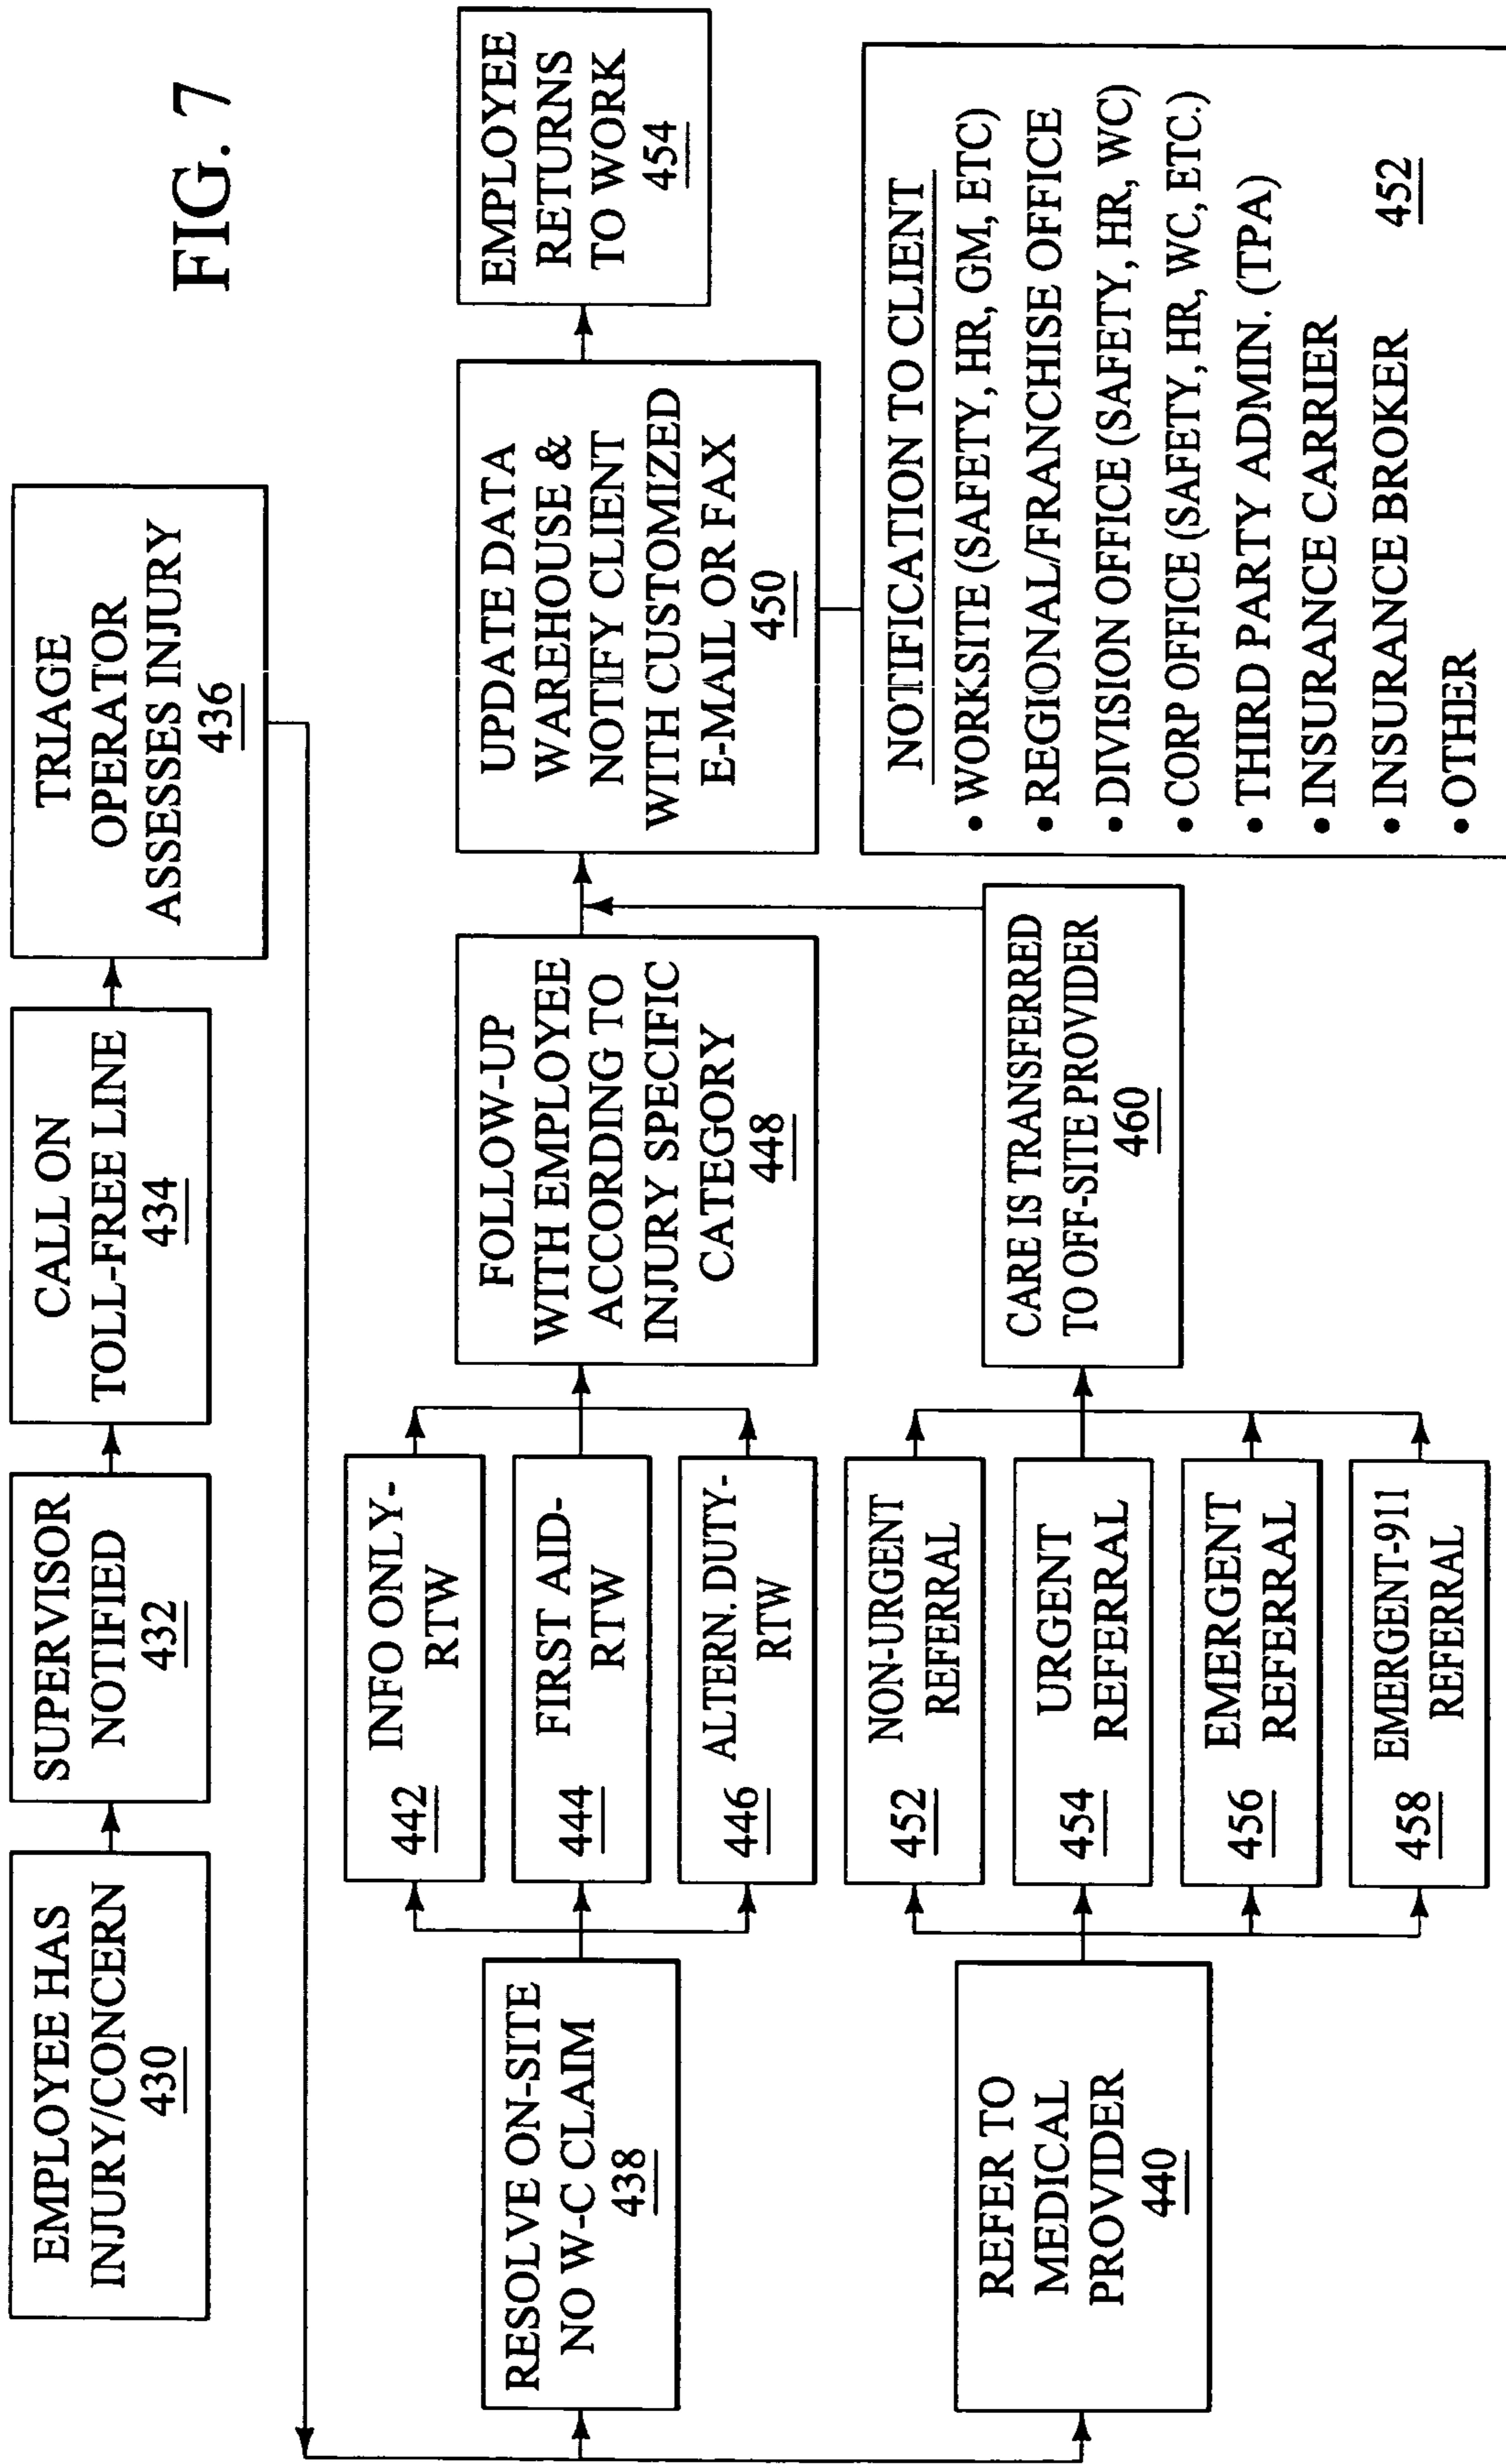 FIG. 7
EMPLOYEE HAS
INJURY/CONCERN
430
SUPERVISOR
NOTIFIED
432
CALL ON
TOLL-FREE LINE
434
TRIAGE
OPERATOR
ASSESSES INJURY
436
RESOLVE ON-SITE
NO W-C CLAIM
438
REFER TO
MEDICAL
PROVIDER
440
INFO ONLY-
442
RTW
FIRST AID-
444
RTW
ALTERN. DUTY-
446
RTW
NON-URGENT
452
REFERRAL
URGENT
454
REFERRAL
EMERGENT
456
REFERRAL
EMERGENT-911
458
REFERRAL
FOLLOW-UP
WITH EMPLOYEE
ACCORDING TO
INJURY SPECIFIC
CATEGORY
448
CARE IS TRANSFERRED
TO OFF-SITE PROVIDER
460
UPDATE DATA
WAREHOUSE &
NOTIFY CLIENT
WITH CUSTOMIZED
E-MAIL OR FAX
450
EMPLOYEE
RETURNS
TO WORK
454
NOTIFICATION TO CLIENT
• WORKSITE (SAFETY, HR, GM, ETC)
• REGIONAL/FRANCHISE OFFICE
• DIVISION OFFICE (SAFETY, HR, WC)
• CORP OFFICE (SAFETY, HR, WC, ETC.)
• THIRD PARTY ADMIN. (TPA)
• INSURANCE CARRIER
• INSURANCE BROKER
452
• OTHER